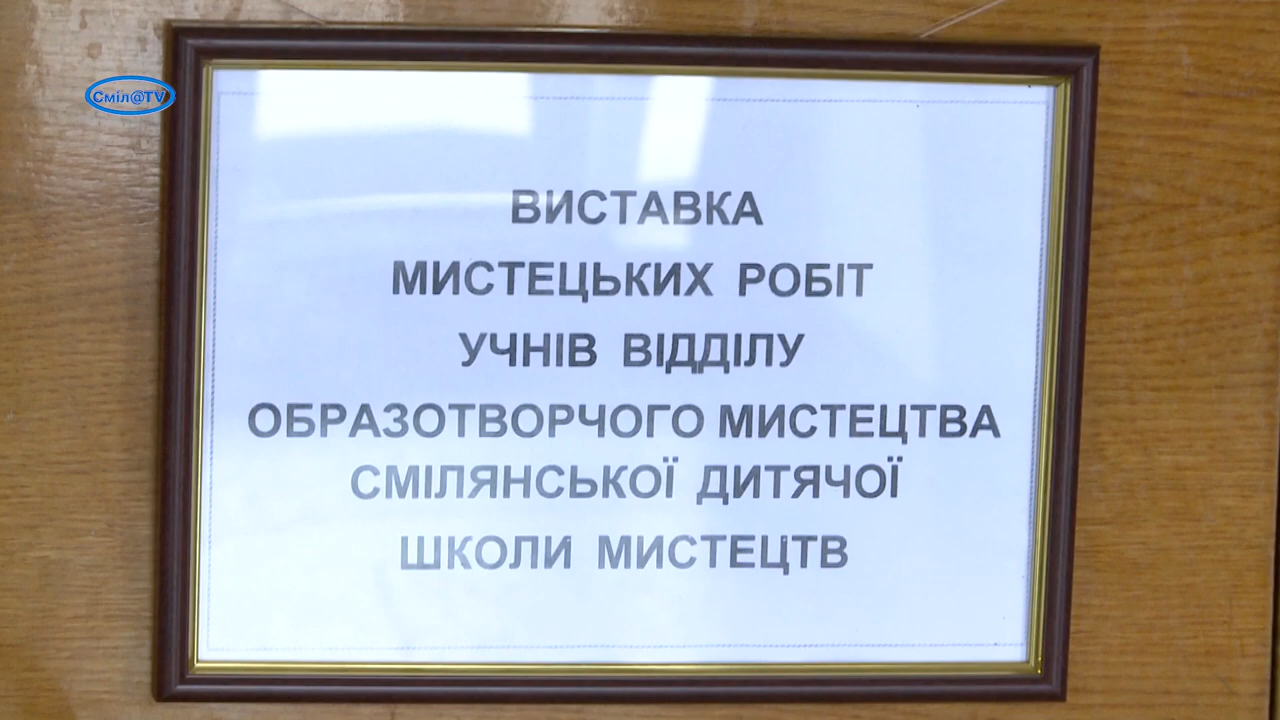 Сміл@TV
ВИСТАВКА
МИСТЕЦЬКИХ РОБІТ
УЧНІВ ВІДДІЛУ
ОБРАЗОТВОРЧОГО МИСТЕЦТВА
СМІЛЯНСЬКОЇ ДИТЯЧОЇ
ШКОЛИ МИСТЕЦТВ